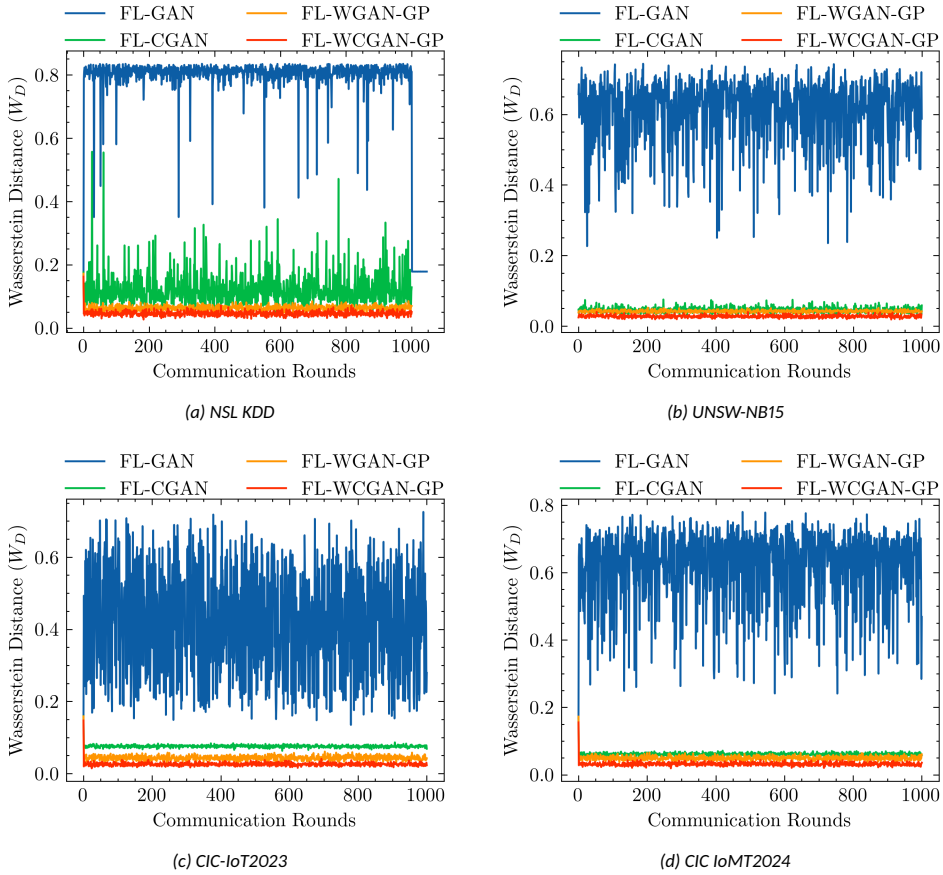 FL-GAN FL-WGAN-GP
FL-CGAN FL-WCGAN-GP
Wasserstein Distance (W_D)
0.8
0.6
0.4
0.2
0.0
0 200 400 600 800 1000
Communication Rounds
(a) NSL KDD
FL-GAN FL-WGAN-GP
FL-CGAN FL-WCGAN-GP
Wasserstein Distance (W_D)
0.6
0.4
0.2
0.0
0 200 400 600 800 1000
Communication Rounds
(b) UNSW-NB15
FL-GAN FL-WGAN-GP
FL-CGAN FL-WCGAN-GP
Wasserstein Distance (W_D)
0.6
0.4
0.2
0.0
0 200 400 600 800 1000
Communication Rounds
(c) CIC-IoT2023
FL-GAN FL-WGAN-GP
FL-CGAN FL-WCGAN-GP
Wasserstein Distance (W_D)
0.8
0.6
0.4
0.2
0.0
0 200 400 600 800 1000
Communication Rounds
(d) CIC IoMT2024